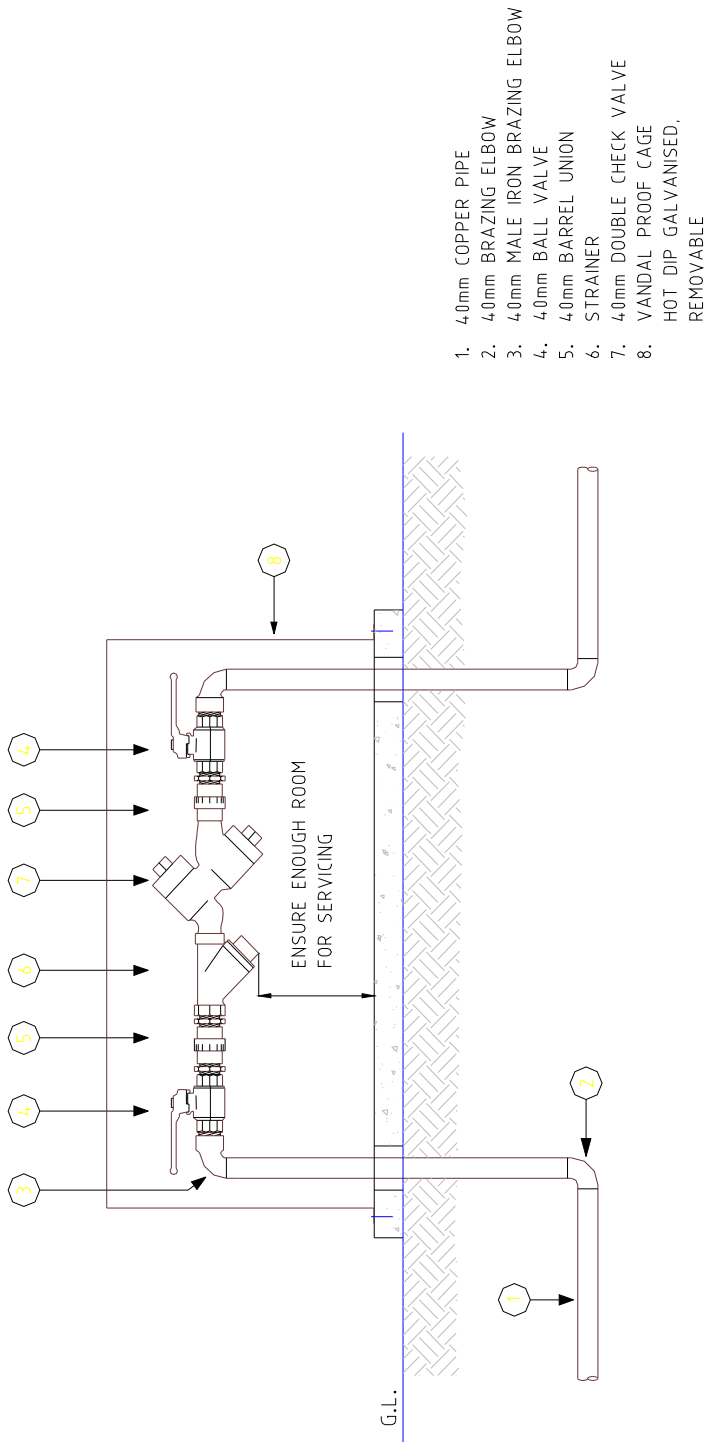 3
4
5
6
7
5
4
8
ENSURE ENOUGH ROOM
FOR SERVICING
G.L.
1
2
1. 40mm COPPER PIPE
2. 40mm BRAZING ELBOW
3. 40mm MALE IRON BRAZING ELBOW
4. 40mm BALL VALVE
5. 40mm BARREL UNION
6. STRAINER
7. 40mm DOUBLE CHECK VALVE
8. VANDAL PROOF CAGE
HOT DIP GALVANISED,
REMOVABLE